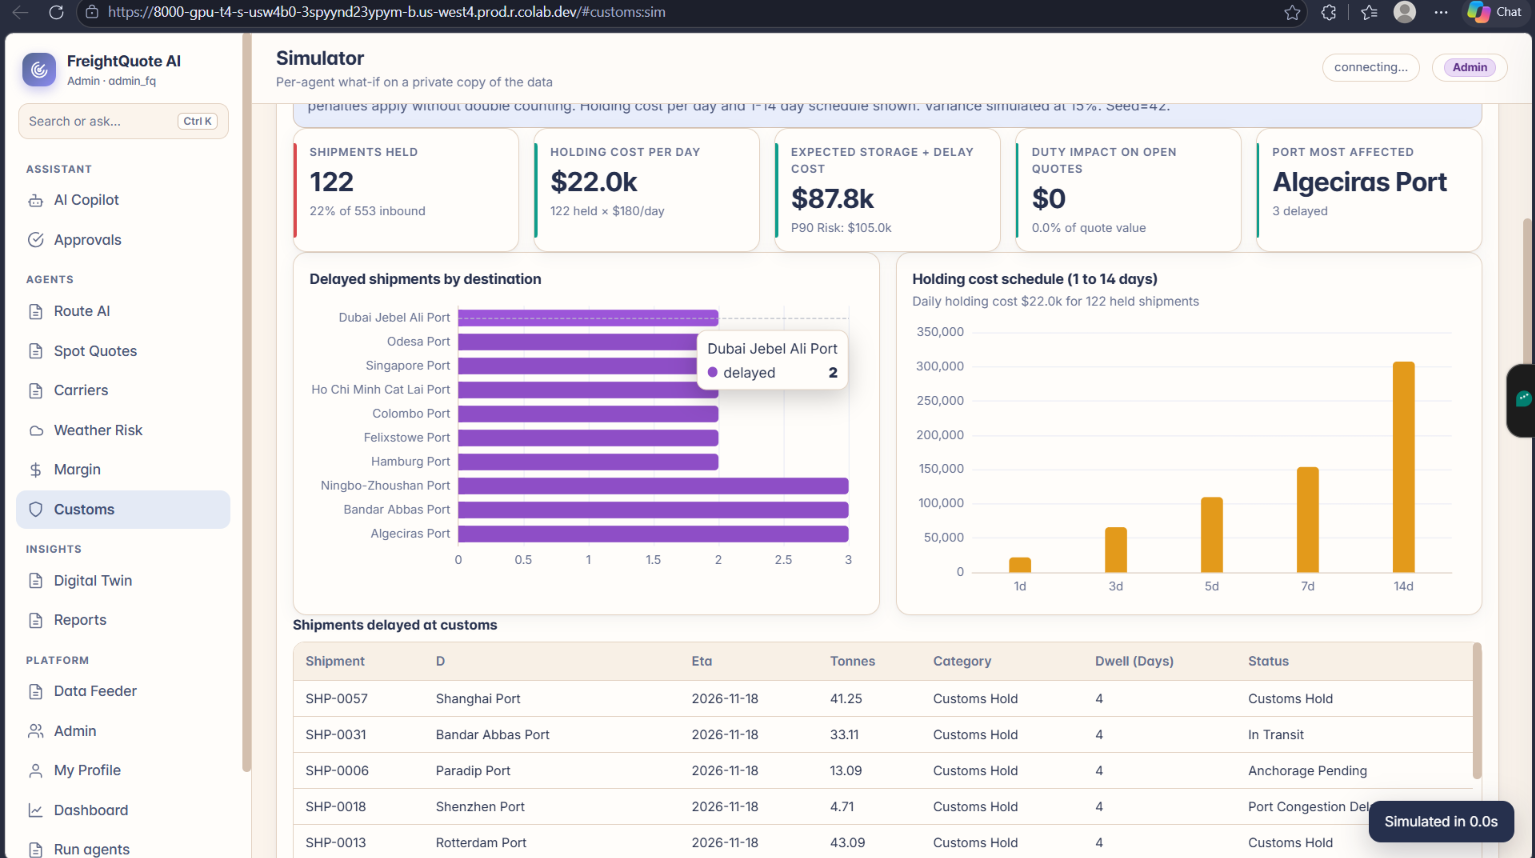 https://8000-gpu-t4-s-usw4b0-3spyynd23ypym-b.us-west4.prod.r.colab.dev/#customs:sim
Chat
FreightQuote AI
Admin · admin_fq
Search or ask...
Ctrl K
ASSISTANT
AI Copilot
Approvals
AGENTS
Route AI
Spot Quotes
Carriers
Weather Risk
Margin
Customs
INSIGHTS
Digital Twin
Reports
PLATFORM
Data Feeder
Admin
My Profile
Dashboard
Run agents
Simulator
Per-agent what-if on a private copy of the data
connecting...
Admin
penalties apply without double counting. Holding cost per day and 1-14 day schedule shown. Variance simulated at 15%. Seed=42.
SHIPMENTS HELD
122
22% of 553 inbound
HOLDING COST PER DAY
$22.0k
122 held × $180/day
EXPECTED STORAGE + DELAY
COST
$87.8k
P90 Risk: $105.0k
DUTY IMPACT ON OPEN
QUOTES
$0
0.0% of quote value
PORT MOST AFFECTED
Algeciras Port
3 delayed
Delayed shipments by destination
Dubai Jebel Ali Port
Odesa Port
Singapore Port
Ho Chi Minh Cat Lai Port
Colombo Port
Felixstowe Port
Hamburg Port
Ningbo-Zhoushan Port
Bandar Abbas Port
Algeciras Port
0 0.5 1 1.5 2 2.5 3
Dubai Jebel Ali Port
delayed 2
Holding cost schedule (1 to 14 days)
Daily holding cost $22.0k for 122 held shipments
350,000
300,000
250,000
200,000
150,000
100,000
50,000
0
1d 3d 5d 7d 14d
Shipments delayed at customs
Shipment D Eta Tonnes Category Dwell (Days) Status
SHP-0057 Shanghai Port 2026-11-18 41.25 Customs Hold 4 Customs Hold
SHP-0031 Bandar Abbas Port 2026-11-18 33.11 Customs Hold 4 In Transit
SHP-0006 Paradip Port 2026-11-18 13.09 Customs Hold 4 Anchorage Pending
SHP-0018 Shenzhen Port 2026-11-18 4.71 Customs Hold 4 Port Congestion Del
SHP-0013 Rotterdam Port 2026-11-18 43.09 Customs Hold 4 Customs Hold
Simulated in 0.0s